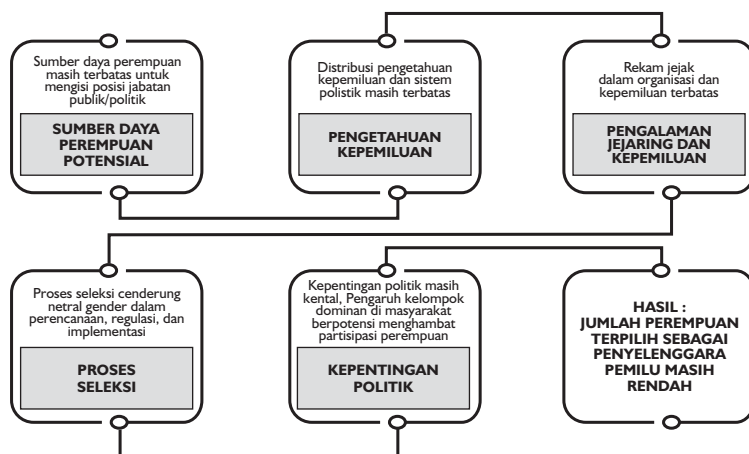 Sumber daya perempuan
masih terbatas untuk
mengisi posisi jabatan
publik/politik
SUMBER DAYA
PEREMPUAN
POTENSIAL
Distribusi pengetahuan
kepemiluan dan sistem
polistik masih terbatas
PENGETAHUAN
KEPEMILUAN
Rekam jejak
dalam organisasi dan
kepemiluan terbatas
PENGALAMAN
JEJARING DAN
KEPEMILUAN
Proses seleksi cenderung
netral gender dalam
perencanaan, regulasi, dan
implementasi
PROSES
SELEKSI
Kepentingan politik masih
kental, Pengaruh kelompok
dominan di masyarakat
berpotensi menghambat
partisipasi perempuan
KEPENTINGAN
POLITIK
HASIL :
JUMLAH PEREMPUAN
TERPILIH SEBAGAI
PENYELENGGARA
PEMILU MASIH
RENDAH